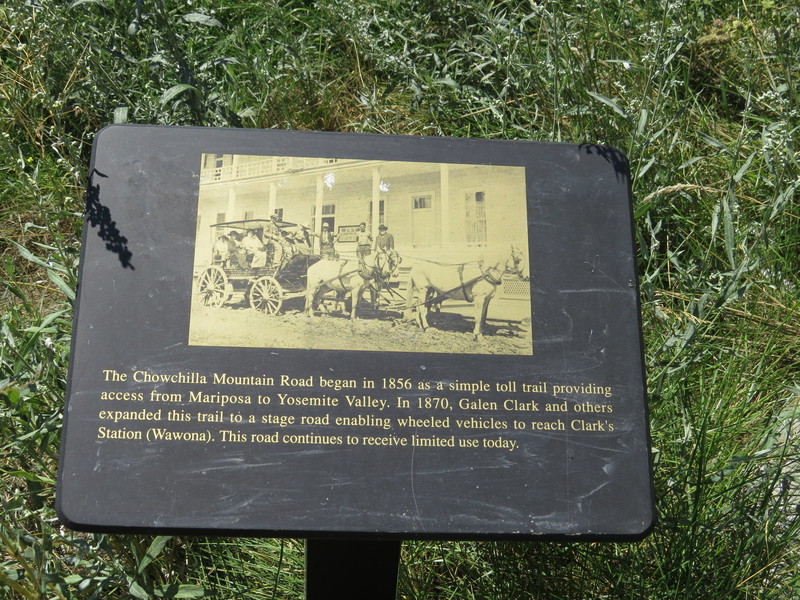 The Chowchilla Mountain Road began in 1856 as a simple toll trail providing
access from Mariposa to Yosemite Valley. In 1870, Galen Clark and others
expanded this trail to a stage road enabling wheeled vehicles to reach Clark's
Station (Wawona). This road continues to receive limited use today.